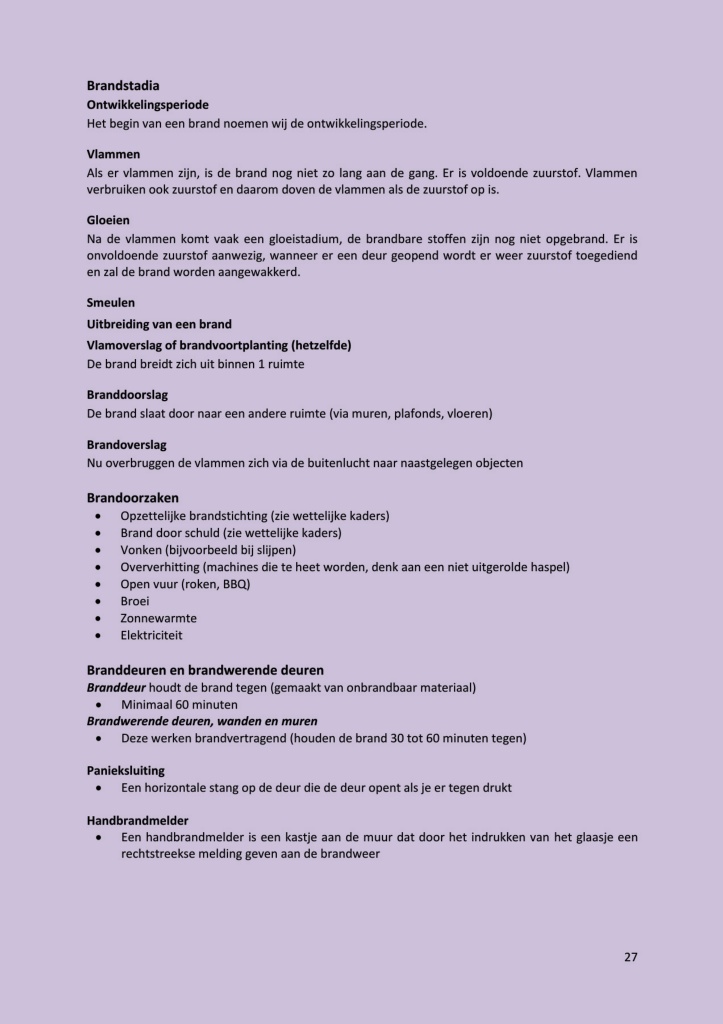 Brandstadia
Ontwikkelingsperiode
Het begin van een brand noemen wij de ontwikkelingsperiode.
Vlammen
Als er vlammen zijn, is de brand nog niet zo lang aan de gang. Er is voldoende zuurstof. Vlammen
verbruiken ook zuurstof en daarom doven de vlammen als de zuurstof op is.
Gloeien
Na de vlammen komt vaak een gloeistadium, de brandbare stoffen zijn nog niet opgebrand. Er is
onvoldoende zuurstof aanwezig, wanneer er een deur geopend wordt er weer zuurstof toegediend
en zal de brand worden aangewakkerd.
Smeulen
Uitbreiding van een brand
Vlamoverslag of brandvoortplanting (hetzelfde)
De brand breidt zich uit binnen 1 ruimte
Branddoorslag
De brand slaat door naar een andere ruimte (via muren, plafonds, vloeren)
Brandoverslag
Nu overbruggen de vlammen zich via de buitenlucht naar naastgelegen objecten
Brandoorzaken
• Opzettelijke brandstichting (zie wettelijke kaders)
• Brand door schuld (zie wettelijke kaders)
• Vonken (bijvoorbeeld bij slijpen)
• Oververhitting (machines die te heet worden, denk aan een niet uitgerolde haspel)
• Open vuur (roken, BBQ)
• Broei
• Zonnewarmte
• Elektriciteit
Branddeuren en brandwerende deuren
Branddeur houdt de brand tegen (gemaakt van onbrandbaar materiaal)
• Minimaal 60 minuten
Brandwerende deuren, wanden en muren
• Deze werken brandvertragend (houden de brand 30 tot 60 minuten tegen)
Panieksluiting
• Een horizontale stang op de deur die de deur opent als je er tegen drukt
Handbrandmelder
• Een handbrandmelder is een kastje aan de muur dat door het indrukken van het glaasje een
rechtstreekse melding geven aan de brandweer
27